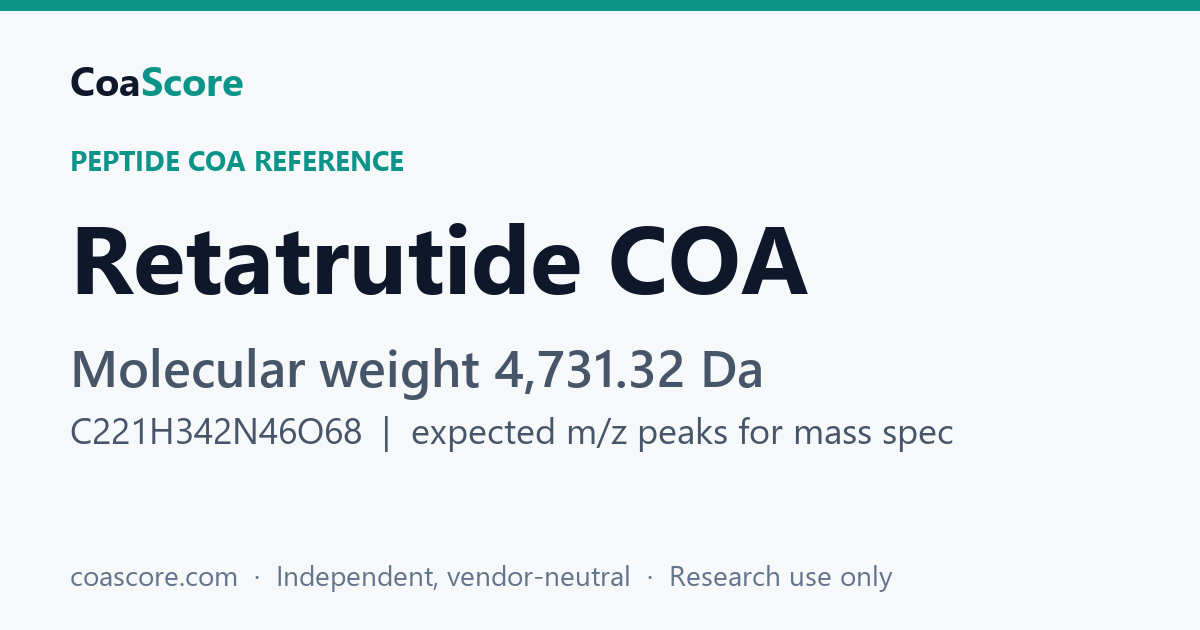 CoaScore
PEPTIDE COA REFERENCE
Retatrutide COA
Molecular weight 4,731.32 Da
C221H342N46O68 | expected m/z peaks for mass spec
coascore.com · Independent, vendor-neutral · Research use only